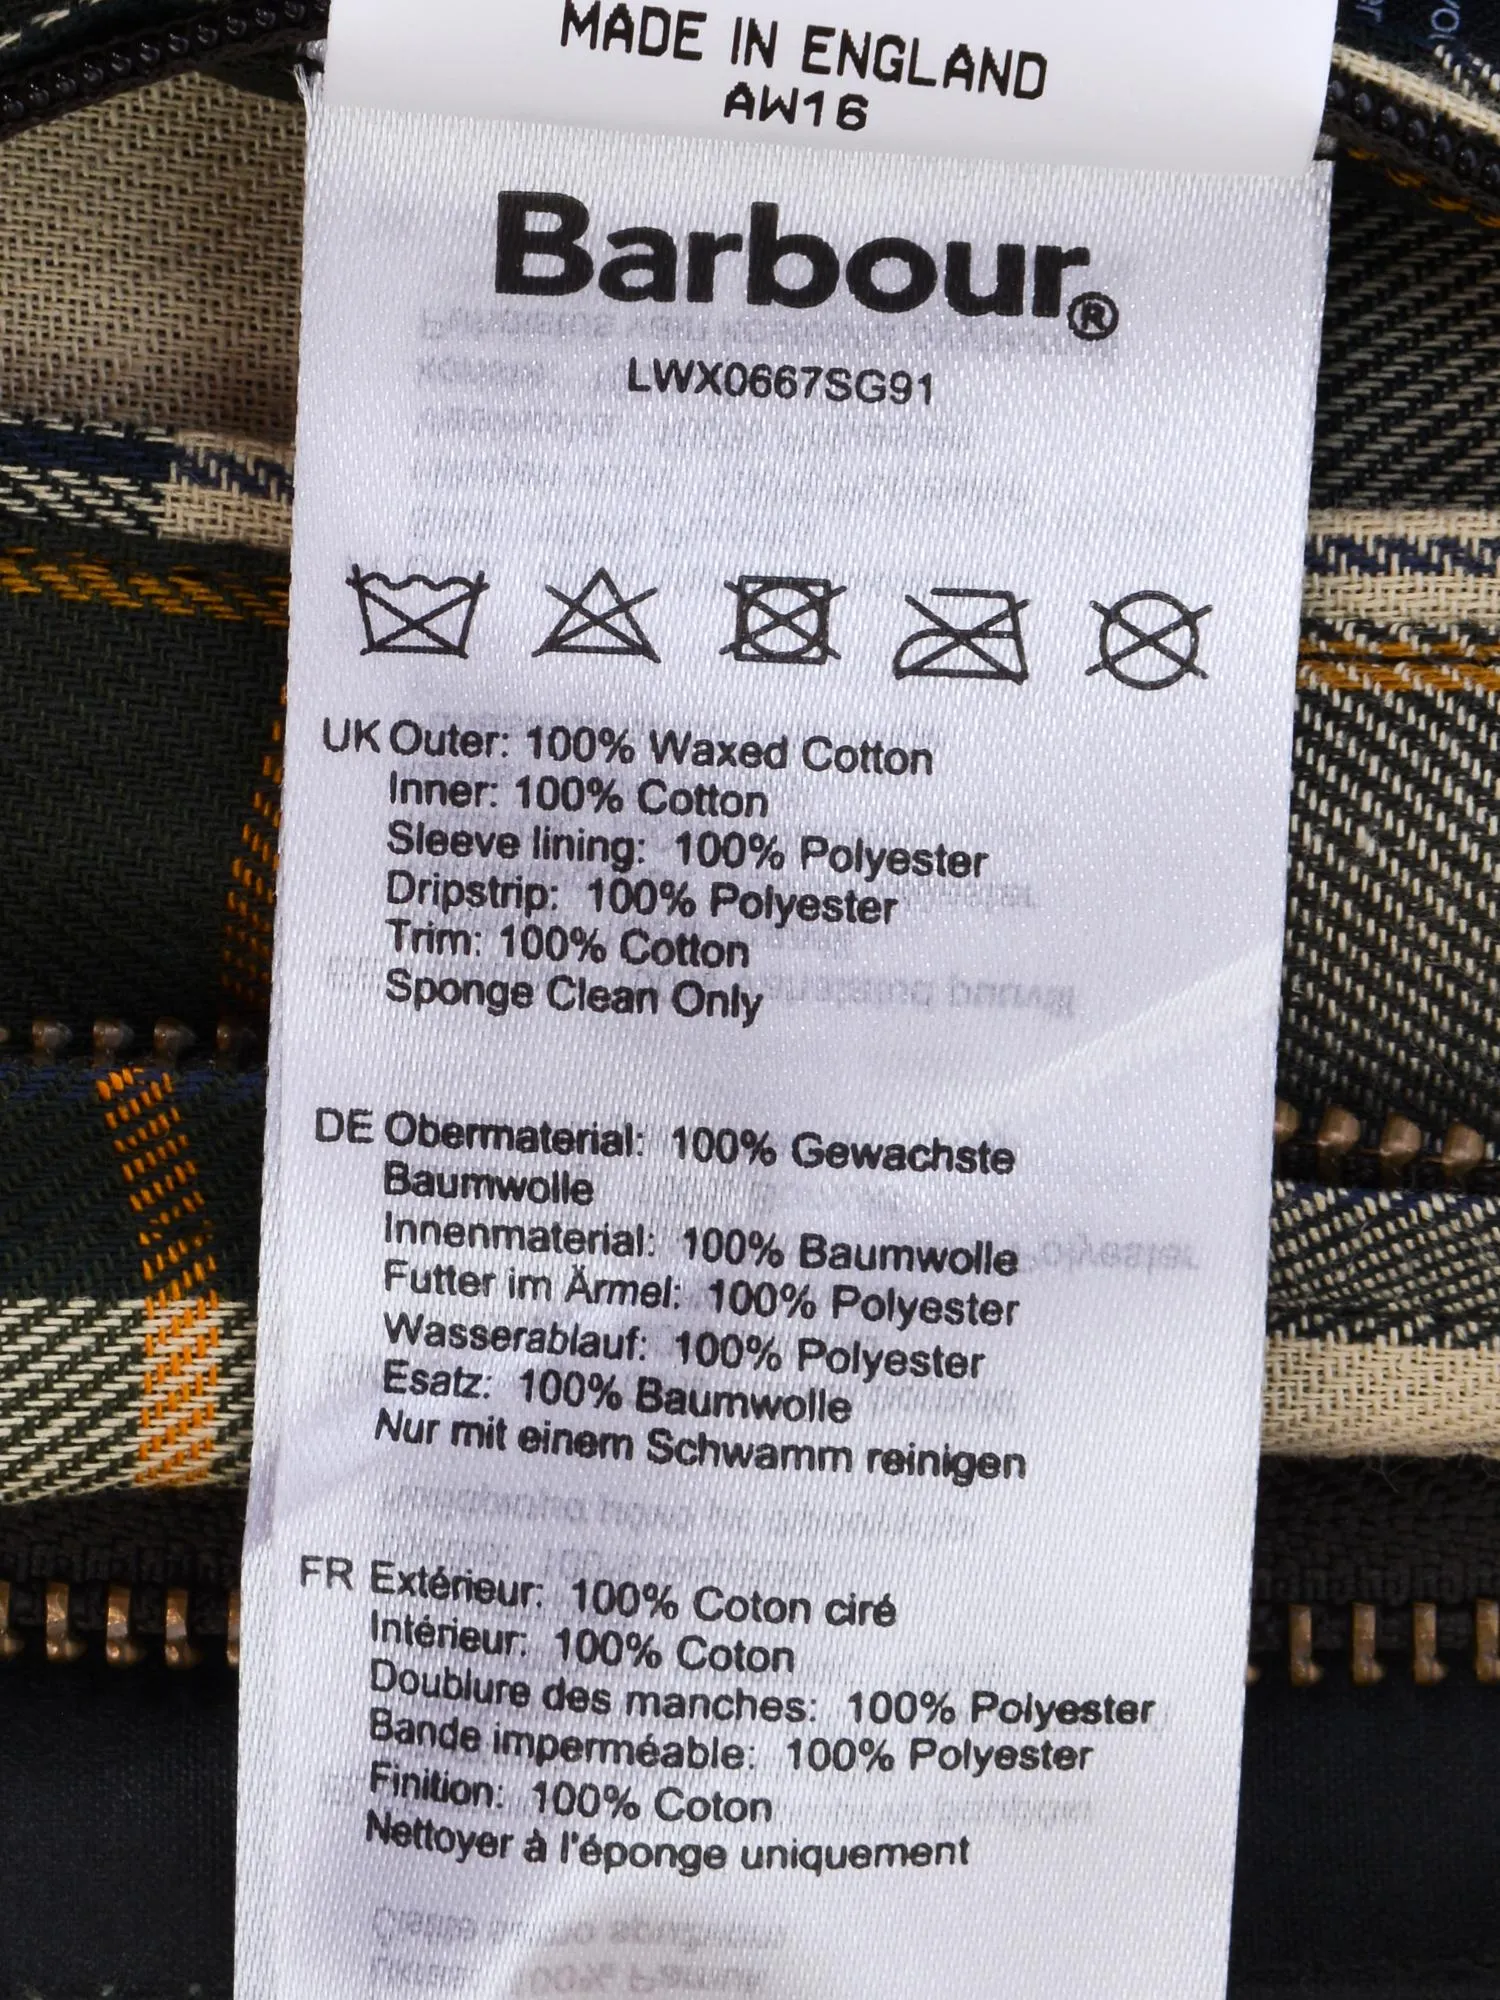 MADE IN ENGLAND
AW16
Barbour®
LWX0667SG91
UK Outer: 100% Waxed Cotton
Inner: 100% Cotton
Sleeve lining: 100% Polyester
Dripstrip: 100% Polyester
Trim: 100% Cotton
Sponge Clean Only
DE Obermaterial: 100% Gewachste
Baumwolle
Innenmaterial: 100% Baumwolle
Futter im Ärmel: 100% Polyester
Wasserablauf: 100% Polyester
Esatz: 100% Baumwolle
Nur mit einem Schwamm reinigen
FR Extérieur: 100% Coton ciré
Intérieur: 100% Coton
Doublure des manches: 100% Polyester
Bande imperméable: 100% Polyester
Finition: 100% Coton
Nettoyer à l'éponge uniquement